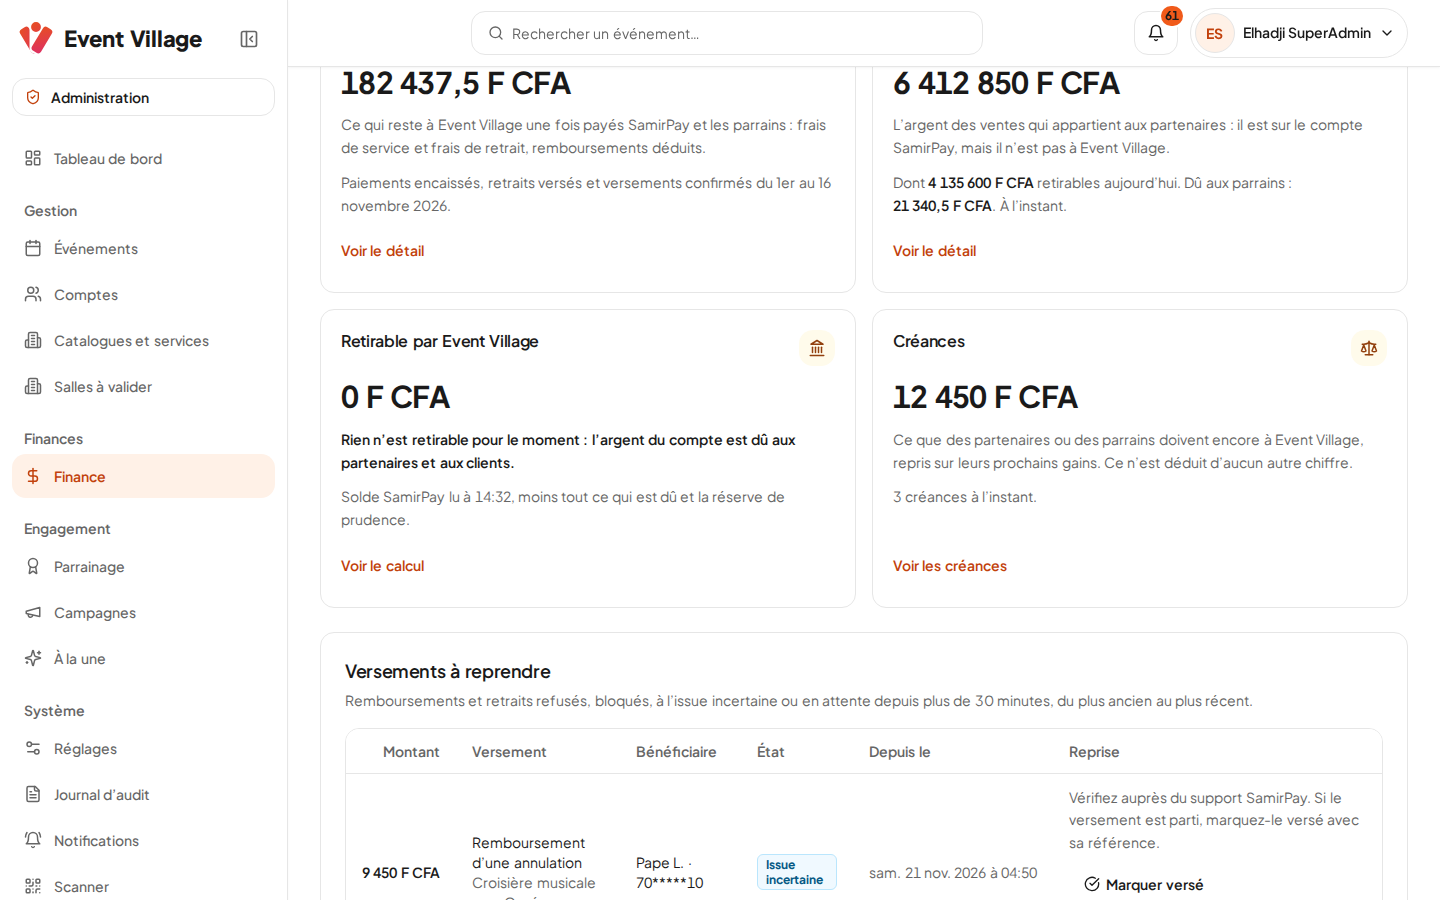 Event Village
Rechercher un événement…
61
ES
Elhadji SuperAdmin
Administration
Tableau de bord
Gestion
Événements
Comptes
Catalogues et services
Salles à valider
Finances
Finance
Engagement
Parrainage
Campagnes
À la une
Système
Réglages
Journal d’audit
Notifications
Scanner
182 437,5 F CFA
Ce qui reste à Event Village une fois payés SamirPay et les parrains : frais
de service et frais de retrait, remboursements déduits.
Paiements encaissés, retraits versés et versements confirmés du 1er au 16
novembre 2026.
Voir le détail
6 412 850 F CFA
L’argent des ventes qui appartient aux partenaires : il est sur le compte
SamirPay, mais il n’est pas à Event Village.
Dont 4 135 600 F CFA retirables aujourd’hui. Dû aux parrains :
21 340,5 F CFA. À l’instant.
Voir le détail
Retirable par Event Village
0 F CFA
Rien n’est retirable pour le moment : l’argent du compte est dû aux
partenaires et aux clients.
Solde SamirPay lu à 14:32, moins tout ce qui est dû et la réserve de
prudence.
Voir le calcul
Créances
12 450 F CFA
Ce que des partenaires ou des parrains doivent encore à Event Village,
repris sur leurs prochains gains. Ce n’est déduit d’aucun autre chiffre.
3 créances à l’instant.
Voir les créances
Versements à reprendre
Remboursements et retraits refusés, bloqués, à l’issue incertaine ou en attente depuis plus de 30 minutes, du plus ancien au plus récent.
Montant
Versement
Bénéficiaire
État
Depuis le
Reprise
9 450 F CFA
Remboursement
d’une annulation
Croisière musicale
Pape L. ·
70*****10
Issue
incertaine
sam. 21 nov. 2026 à 04:50
Vérifiez auprès du support SamirPay. Si le
versement est parti, marquez-le versé avec
sa référence.
Marquer versé